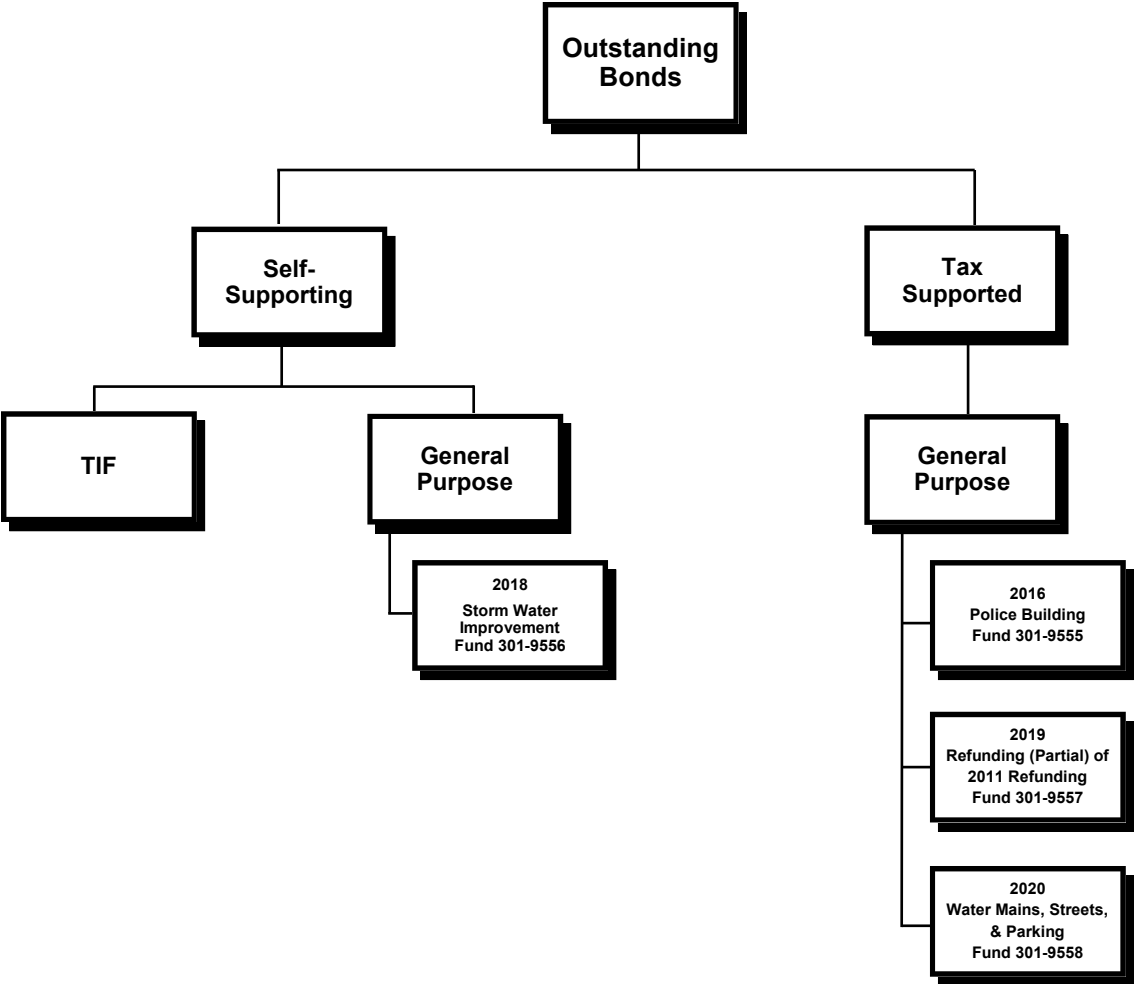 Outstanding
Bonds
Self-
Supporting
Tax
Supported
TIF
General
Purpose
General
Purpose
2018
Storm Water
Improvement
Fund 301-9556
2016
Police Building
Fund 301-9555
2019
Refunding (Partial) of
2011 Refunding
Fund 301-9557
2020
Water Mains, Streets,
& Parking
Fund 301-9558